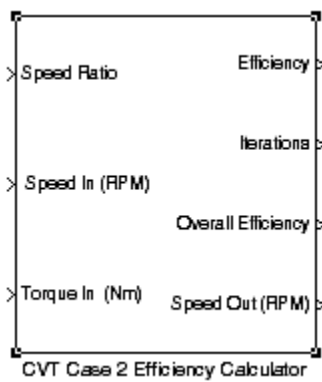 Efficiency
Speed Ratio
Iterations
Speed In (RPM)
Overall Efficiency
Torque In (Nm)
Speed Out (RPM)
CVT Case 2 Efficiency Calculator